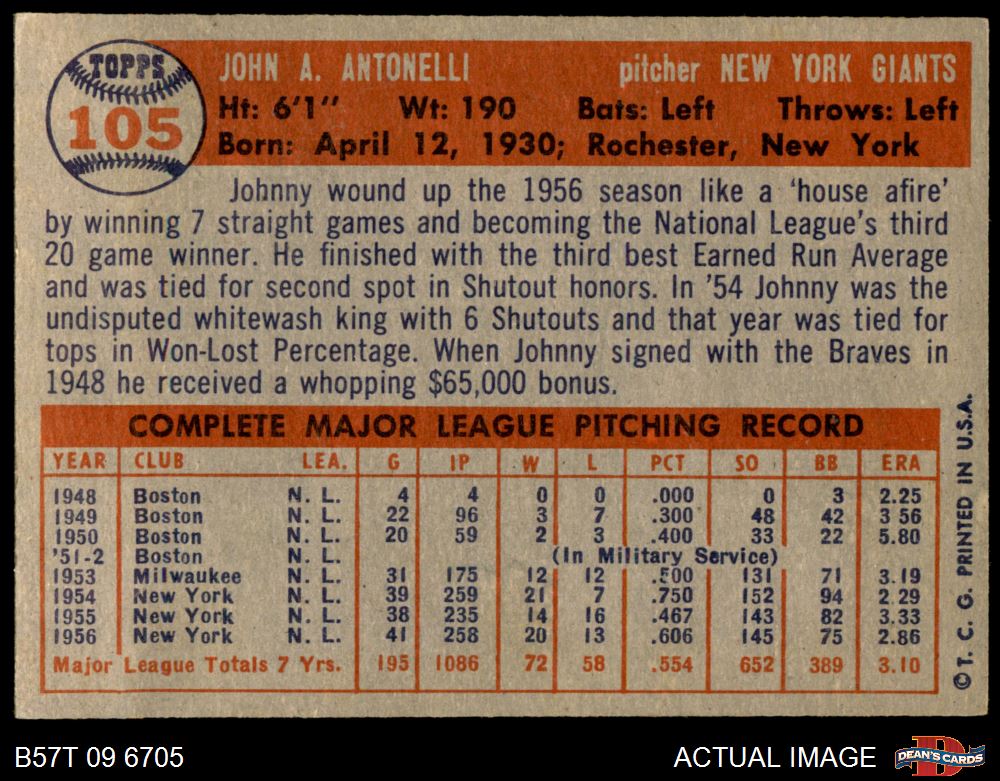 TOPPS
105
JOHN A. ANTONELLI pitcher NEW YORK GIANTS
Ht: 6'1" Wt: 190 Bats: Left Throws: Left
Born: April 12, 1930; Rochester, New York
Johnny wound up the 1956 season like a 'house afire'
by winning 7 straight games and becoming the National League's third
20 game winner. He finished with the third best Earned Run Average
and was tied for second spot in Shutout honors. In '54 Johnny was the
undisputed whitewash king with 6 Shutouts and that year was tied for
tops in Won-Lost Percentage. When Johnny signed with the Braves in
1948 he received a whopping $65,000 bonus.
COMPLETE MAJOR LEAGUE PITCHING RECORD
YEAR CLUB LEA. G IP W L PCT SO BB ERA
1948 Boston N. L. 4 4 0 0 .000 0 3 2.25
1949 Boston N. L. 22 96 3 7 .300 48 42 3 56
1950 Boston N. L. 20 59 2 3 .400 33 22 5.80
'51-2 Boston N. L. (In Military Service)
1953 Milwaukee N. L. 31 175 12 12 .500 131 71 3.19
1954 New York N. L. 39 259 21 7 .750 152 94 2.29
1955 New York N. L. 38 235 14 16 .467 143 82 3.33
1956 New York N. L. 41 258 20 13 .606 145 75 2.86
Major League Totals 7 Yrs. 195 1086 72 58 .554 652 389 3.10
©T. C. G. PRINTED IN U.S.A.
B57T 09 6705 ACTUAL IMAGE
DEAN'S CARDS